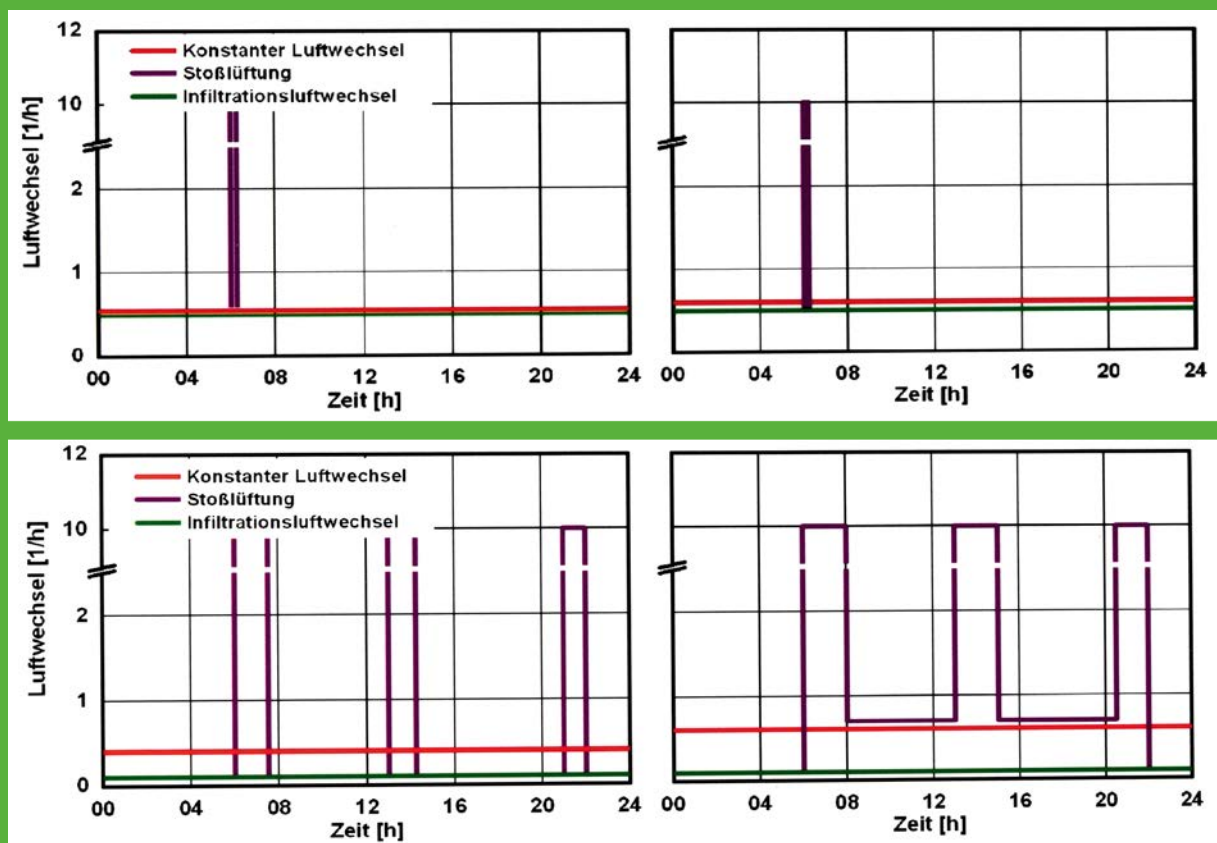 12
10
2
1
0
Luftwechsel [1/h]
Konstanter Luftwechsel
Stoßlüftung
Infiltrationsluftwechsel
00 04 08 12 16 20 24
Zeit [h]
00 04 08 12 16 20 24
Zeit [h]
12
10
2
1
0
Luftwechsel [1/h]
Konstanter Luftwechsel
Stoßlüftung
Infiltrationsluftwechsel
00 04 08 12 16 20 24
Zeit [h]
00 04 08 12 16 20 24
Zeit [h]